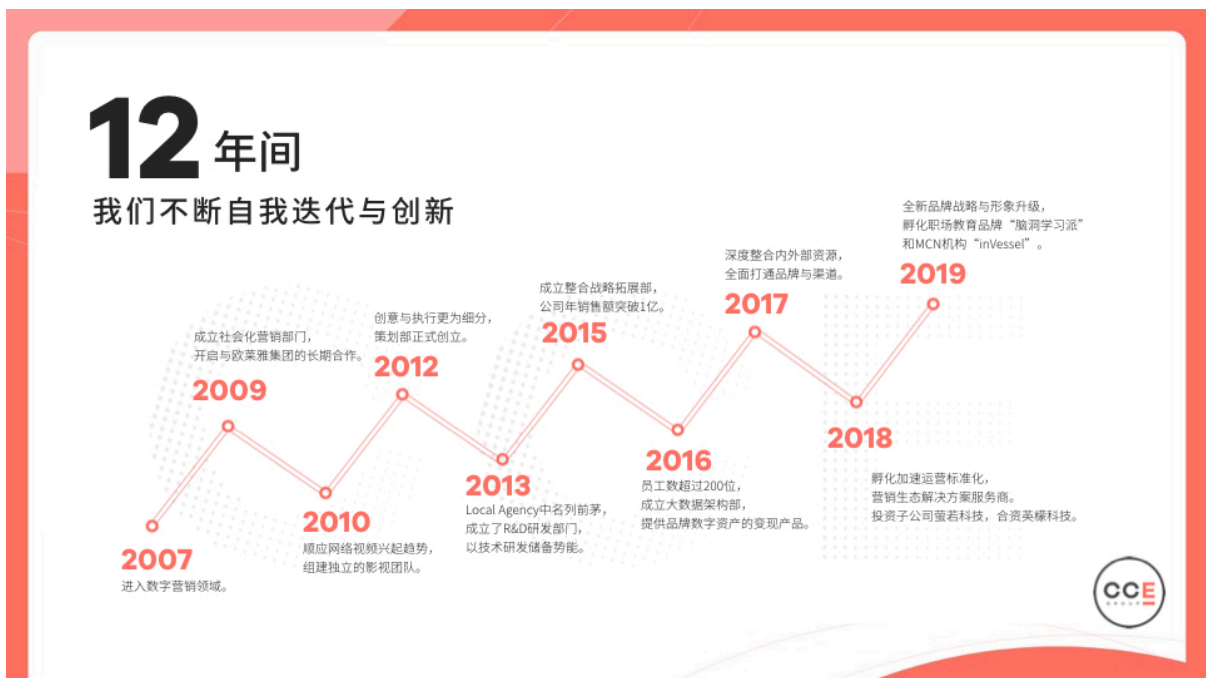 12 年间
我们不断自我迭代与创新
2007
进入数字营销领域。
成立社会化营销部门，
开启与欧莱雅集团的长期合作。
2009
2010
顺应网络视频兴起趋势，
组建独立的影视团队。
创意与执行更为细分，
策划部正式创立。
2012
2013
Local Agency中名列前茅，
成立了R&D研发部门，
以技术研发储备势能。
成立整合战略拓展部，
公司年销售额突破1亿。
2015
2016
员工数超过200位，
成立大数据架构部，
提供品牌数字资产的变现产品。
深度整合内外部资源，
全面打通品牌与渠道。
2017
2018
孵化加速运营标准化，
营销生态解决方案服务商。
投资子公司萤若科技，合资英檬科技。
全新品牌战略与形象升级，
孵化职场教育品牌“脑洞学习派”
和MCN机构“inVessel”。
2019
CCE
GROUP